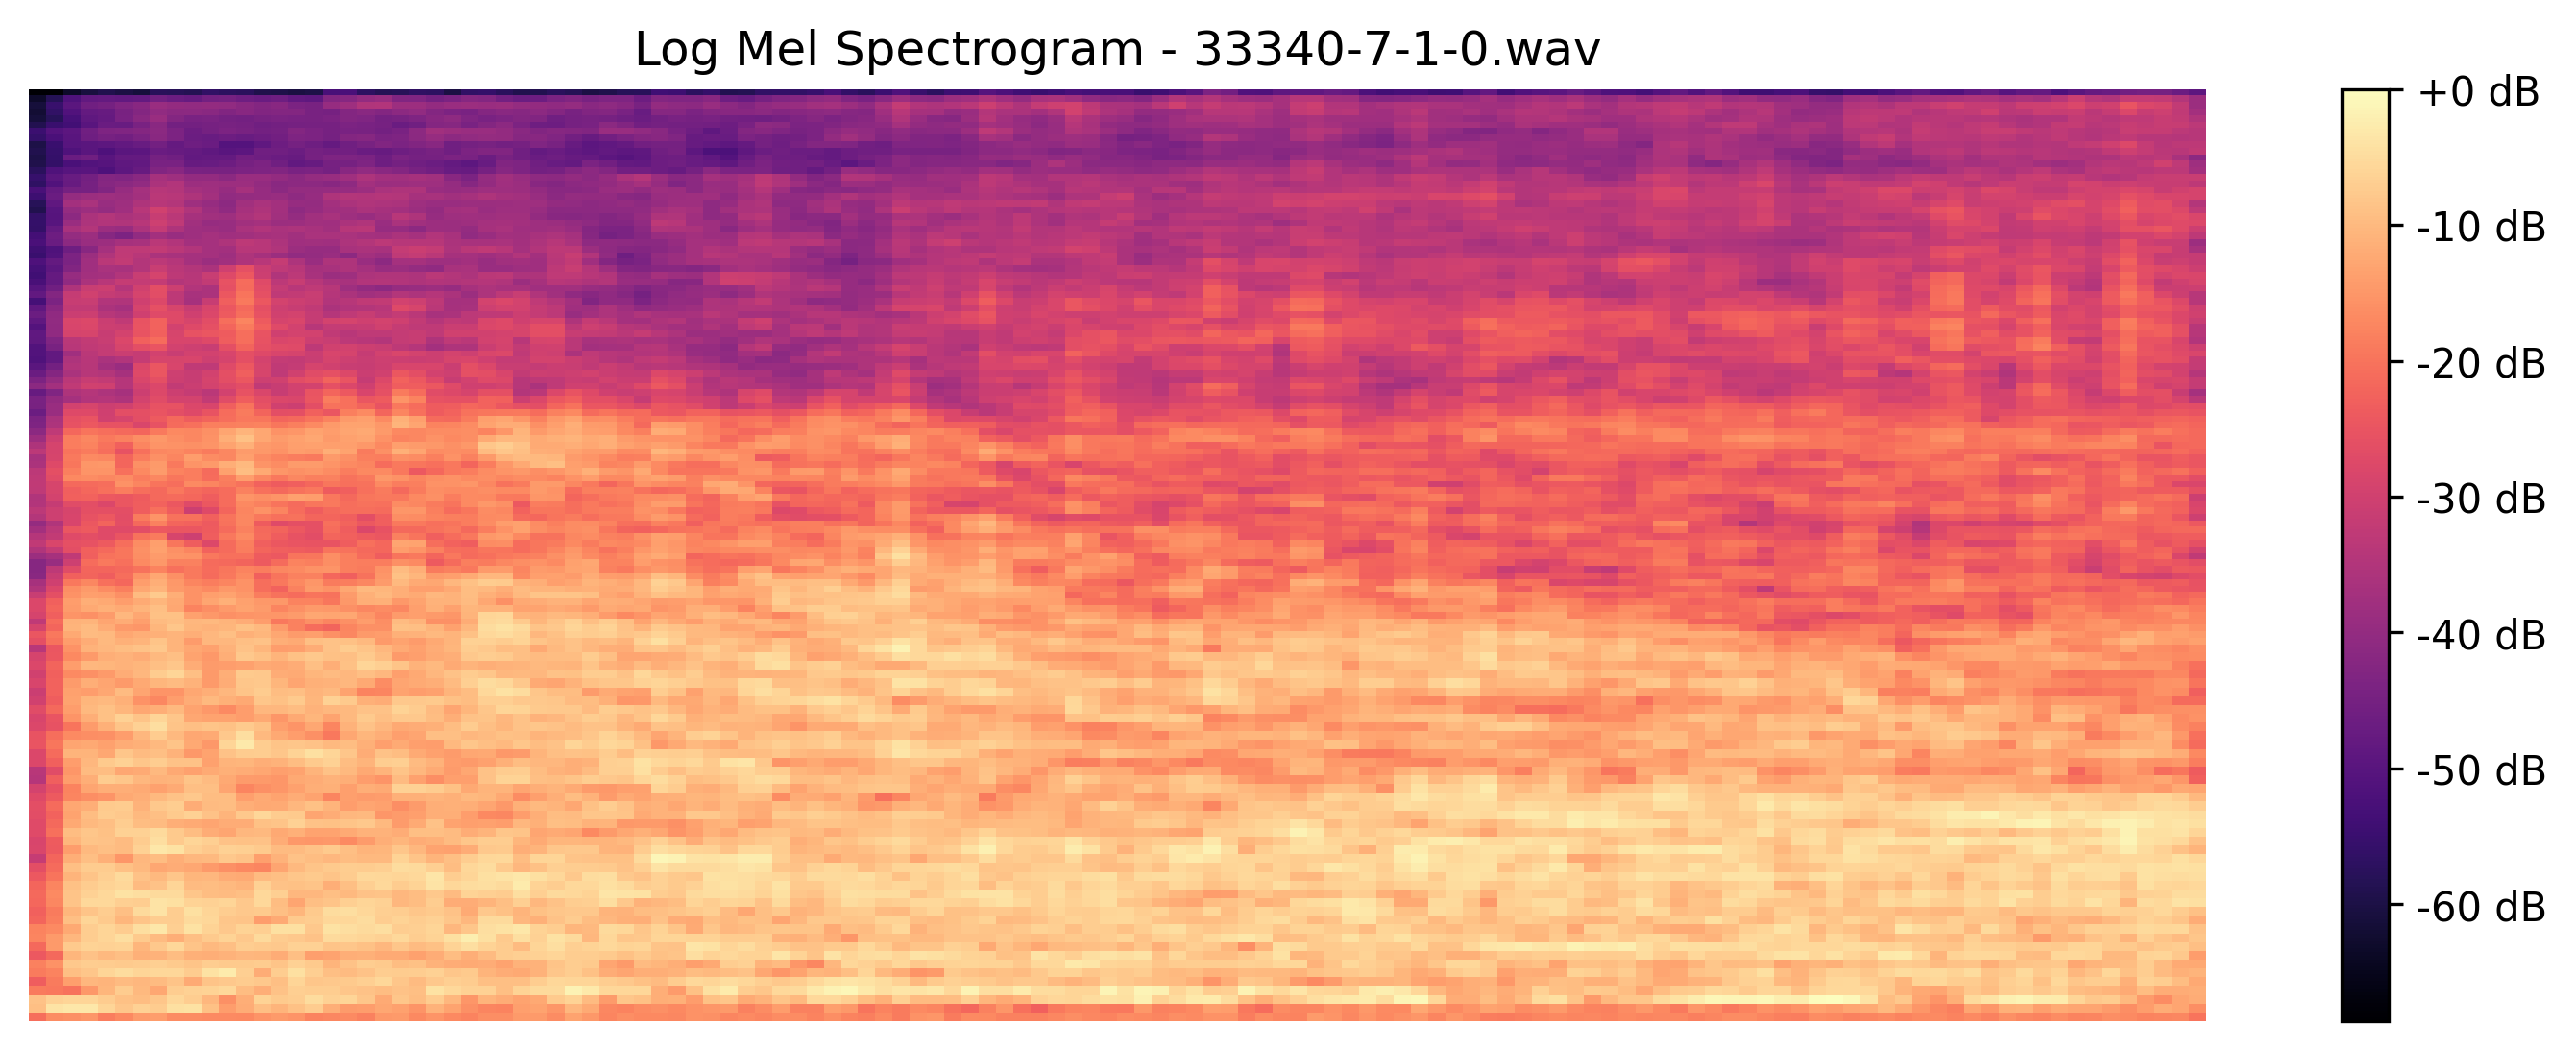 Log Mel Spectrogram - 33340-7-1-0.wav
+0 dB
-10 dB
-20 dB
-30 dB
-40 dB
-50 dB
-60 dB